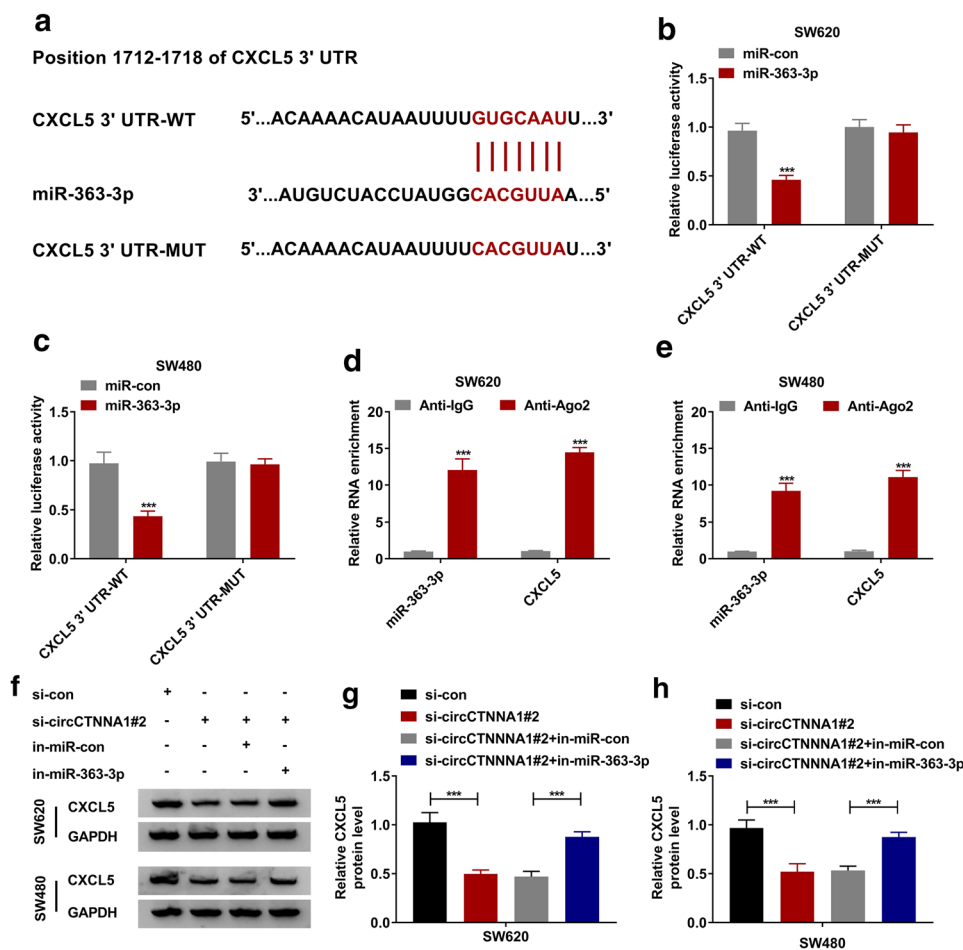 a
Position 1712-1718 of CXCL5 3' UTR
CXCL5 3' UTR-WT 5'...ACAAAACAUAAUUUUGUGCAAUU...3'
miR-363-3p 3'...AUGUCUACCUAUGGCACGUUAA...5'
CXCL5 3' UTR-MUT 5'...ACAAAACAUAAUUUUCACGUUAU...3'
b
SW620
miR-con
miR-363-3p
Relative luciferase activity
1.5
1.0
0.5
0.0
***
CXCL5 3' UTR-WT
CXCL5 3' UTR-MUT
c
SW480
miR-con
miR-363-3p
Relative luciferase activity
1.5
1.0
0.5
0.0
***
CXCL5 3' UTR-WT
CXCL5 3' UTR-MUT
d
SW620
Anti-IgG Anti-Ago2
Relative RNA enrichment
20
15
10
5
0
***
***
miR-363-3p
CXCL5
e
SW480
Anti-IgG Anti-Ago2
Relative RNA enrichment
20
15
10
5
0
***
***
miR-363-3p
CXCL5
f
si-con + - - -
si-circCTNNA1#2 - + + +
in-miR-con - - + -
in-miR-363-3p - - - +
SW620
CXCL5
GAPDH
SW480
CXCL5
GAPDH
g
si-con
si-circCTNNA1#2
si-circCTNNNA1#2+in-miR-con
si-circCTNNNA1#2+in-miR-363-3p
Relative CXCL5
protein level
1.5
1.0
0.5
0.0
***
***
SW620
h
si-con
si-circCTNNA1#2
si-circCTNNNA1#2+in-miR-con
si-circCTNNNA1#2+in-miR-363-3p
Relative CXCL5
protein level
1.5
1.0
0.5
0.0
***
***
SW480